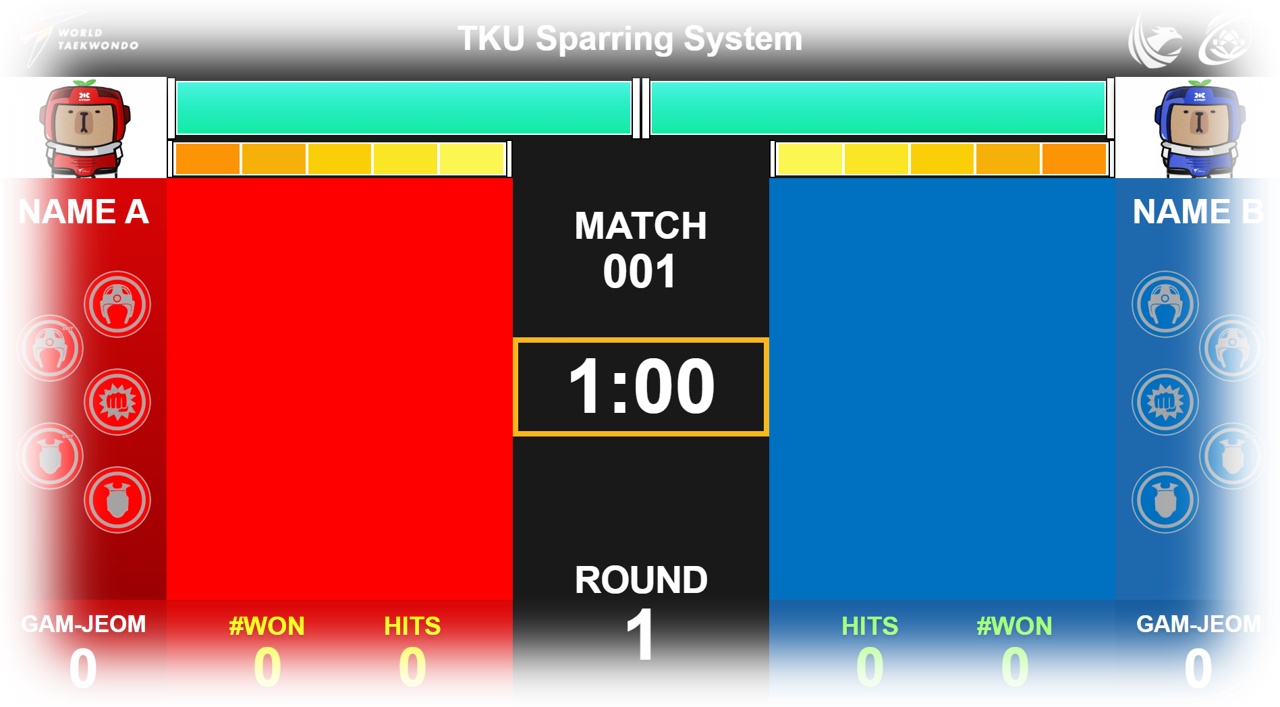 WORLD
TAEKWONDO
TKU Sparring System
NAME A
NAME B
MATCH
001
1:00
ROUND
1
GAM-JEOM
0
#WON
0
HITS
0
HITS
0
#WON
0
GAM-JEOM
0